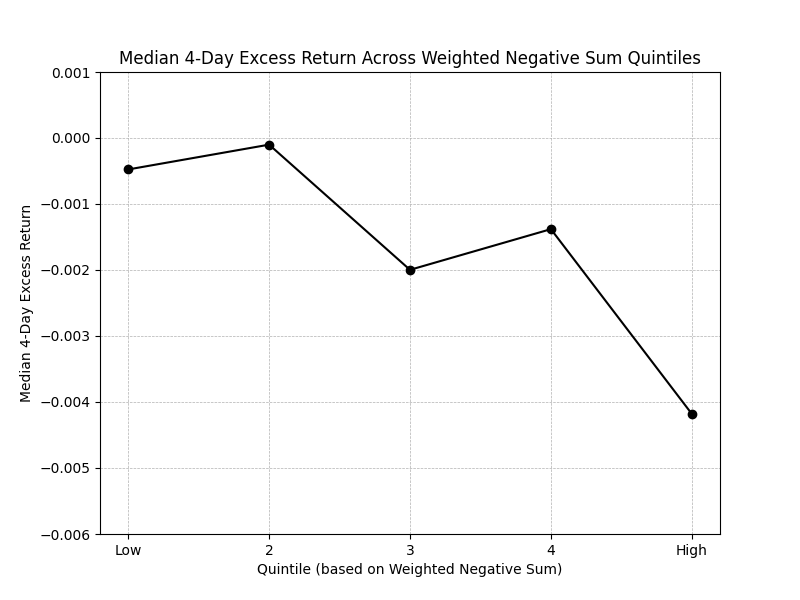 Median 4-Day Excess Return Across Weighted Negative Sum Quintiles
0.001
0.000
−0.001
−0.002
−0.003
−0.004
−0.005
−0.006
Median 4-Day Excess Return
Low 2 3 4 High
Quintile (based on Weighted Negative Sum)